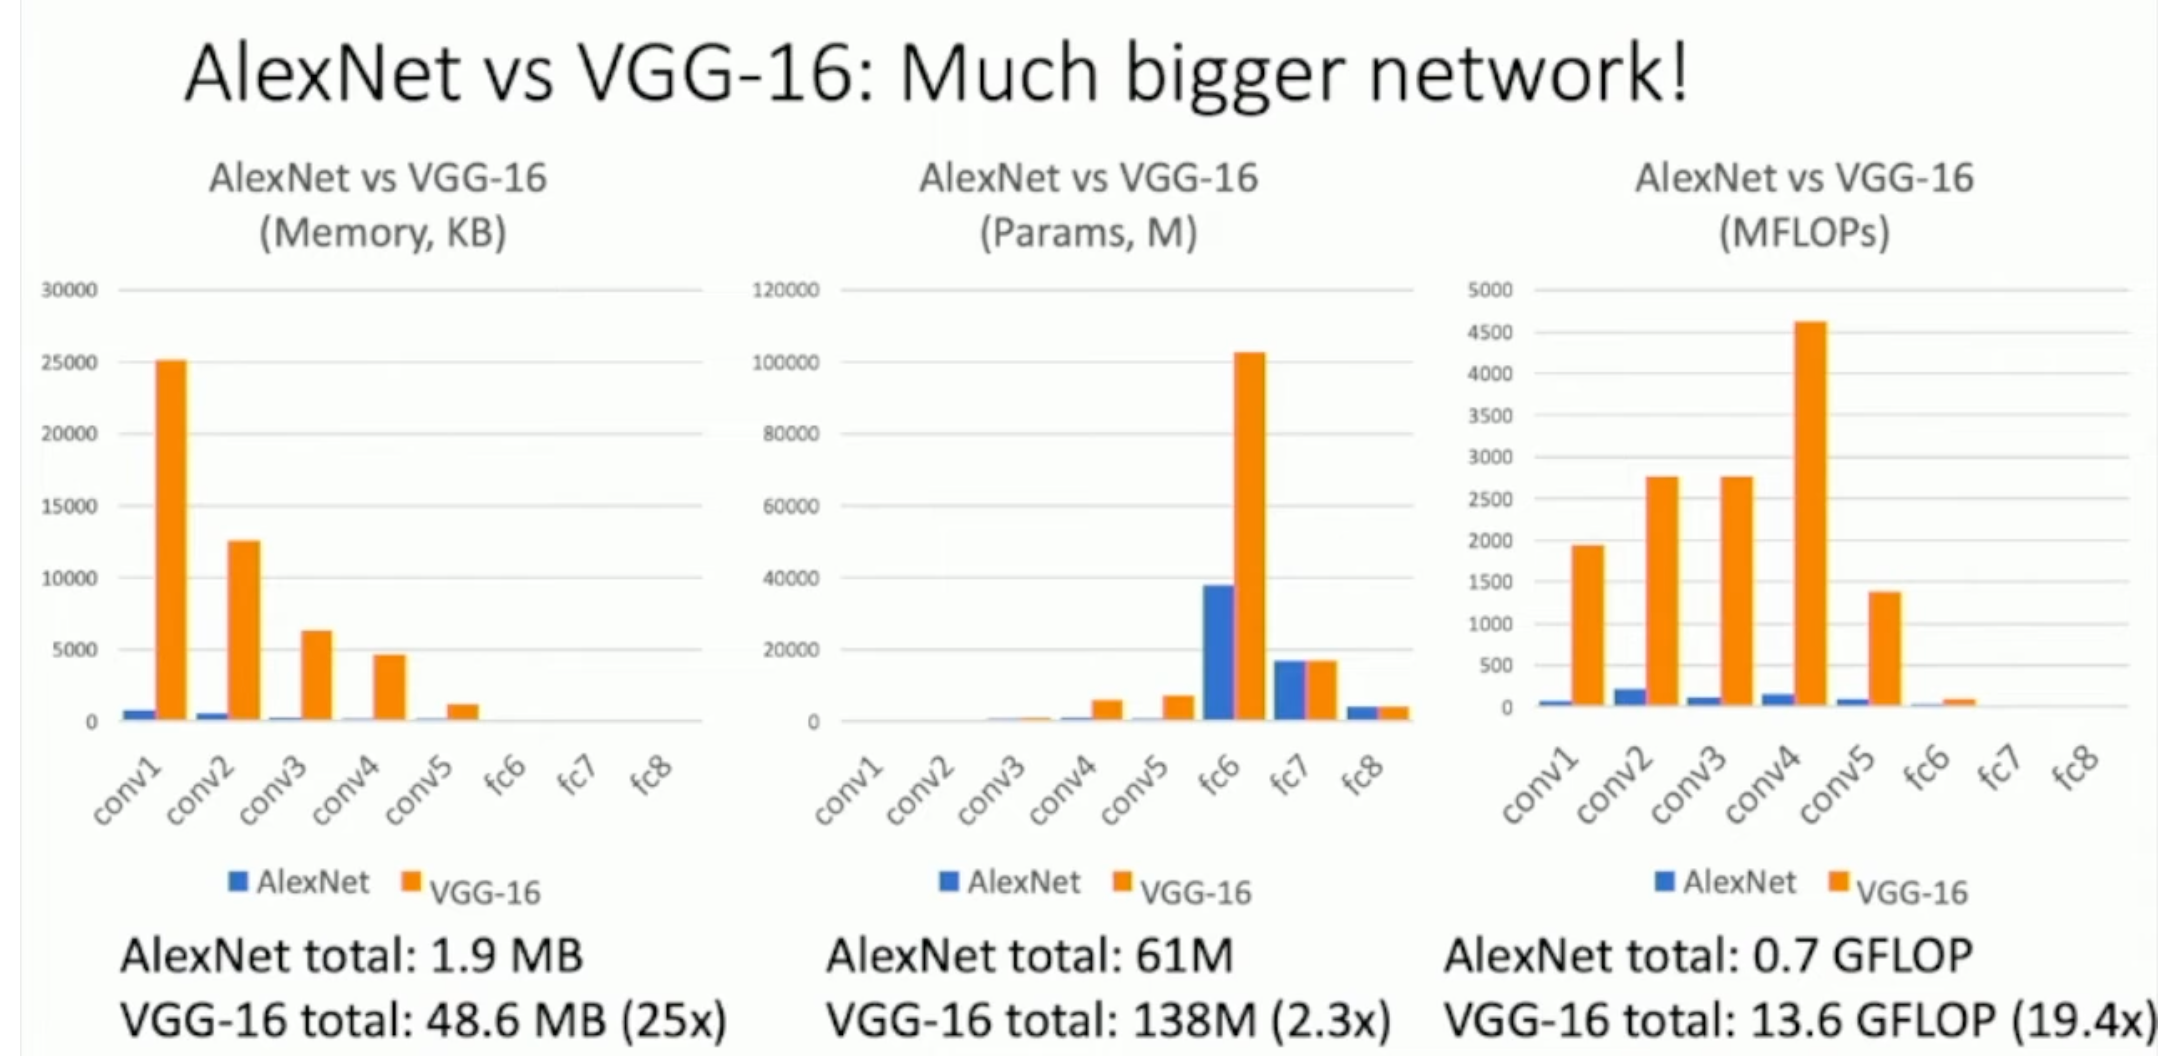 AlexNet vs VGG-16: Much bigger network!
AlexNet vs VGG-16
(Memory, KB)
30000
25000
20000
15000
10000
5000
0
conv1
conv2
conv3
conv4
conv5
fc6
fc7
fc8
AlexNet
VGG-16
AlexNet total: 1.9 MB
VGG-16 total: 48.6 MB (25x)
AlexNet vs VGG-16
(Params, M)
120000
100000
80000
60000
40000
20000
0
conv1
conv2
conv3
conv4
conv5
fc6
fc7
fc8
AlexNet
VGG-16
AlexNet total: 61M
VGG-16 total: 138M (2.3x)
AlexNet vs VGG-16
(MFLOPs)
5000
4500
4000
3500
3000
2500
2000
1500
1000
500
0
conv1
conv2
conv3
conv4
conv5
fc6
fc7
fc8
AlexNet
VGG-16
AlexNet total: 0.7 GFLOP
VGG-16 total: 13.6 GFLOP (19.4x)